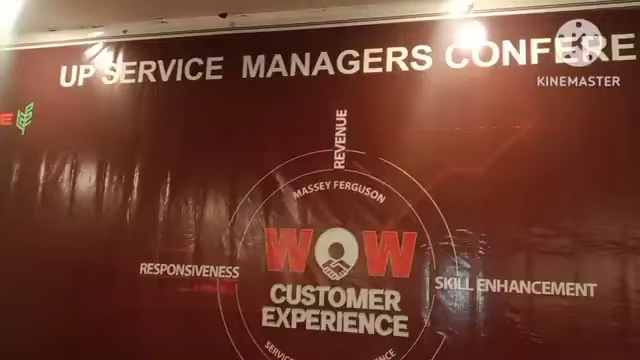 UP SERVICE MANAGERS CONFERE
KINEMASTER
E
REVENUE
MASSEY FERGUSON
WOW
RESPONSIVENESS
SKILL ENHANCEMENT
CUSTOMER
EXPERIENCE